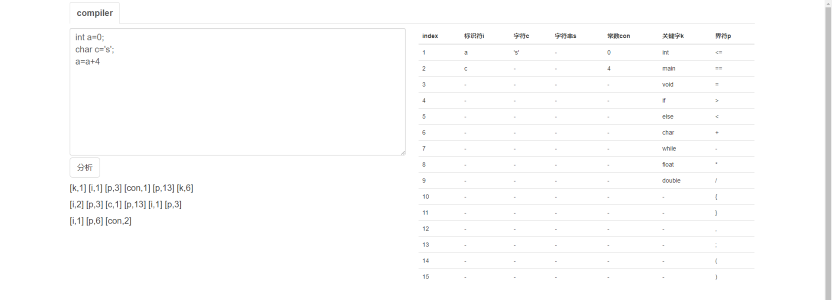 compiler
int a=0;
char c='s';
a=a+4
分析
[k,1] [i,1] [p,3] [con,1] [p,13] [k,6]
[i,2] [p,3] [c,1] [p,13] [i,1] [p,3]
[i,1] [p,6] [con,2]
index 标识符i 字符c 字符串s 常数con 关键字k 界符p
1 a 's' - 0 int <=
2 c - - 4 main ==
3 - - - - void =
4 - - - - if >
5 - - - - else <
6 - - - - char +
7 - - - - while -
8 - - - - float *
9 - - - - double /
10 - - - - - {
11 - - - - - }
12 - - - - - ,
13 - - - - - ;
14 - - - - - (
15 - - - - - )